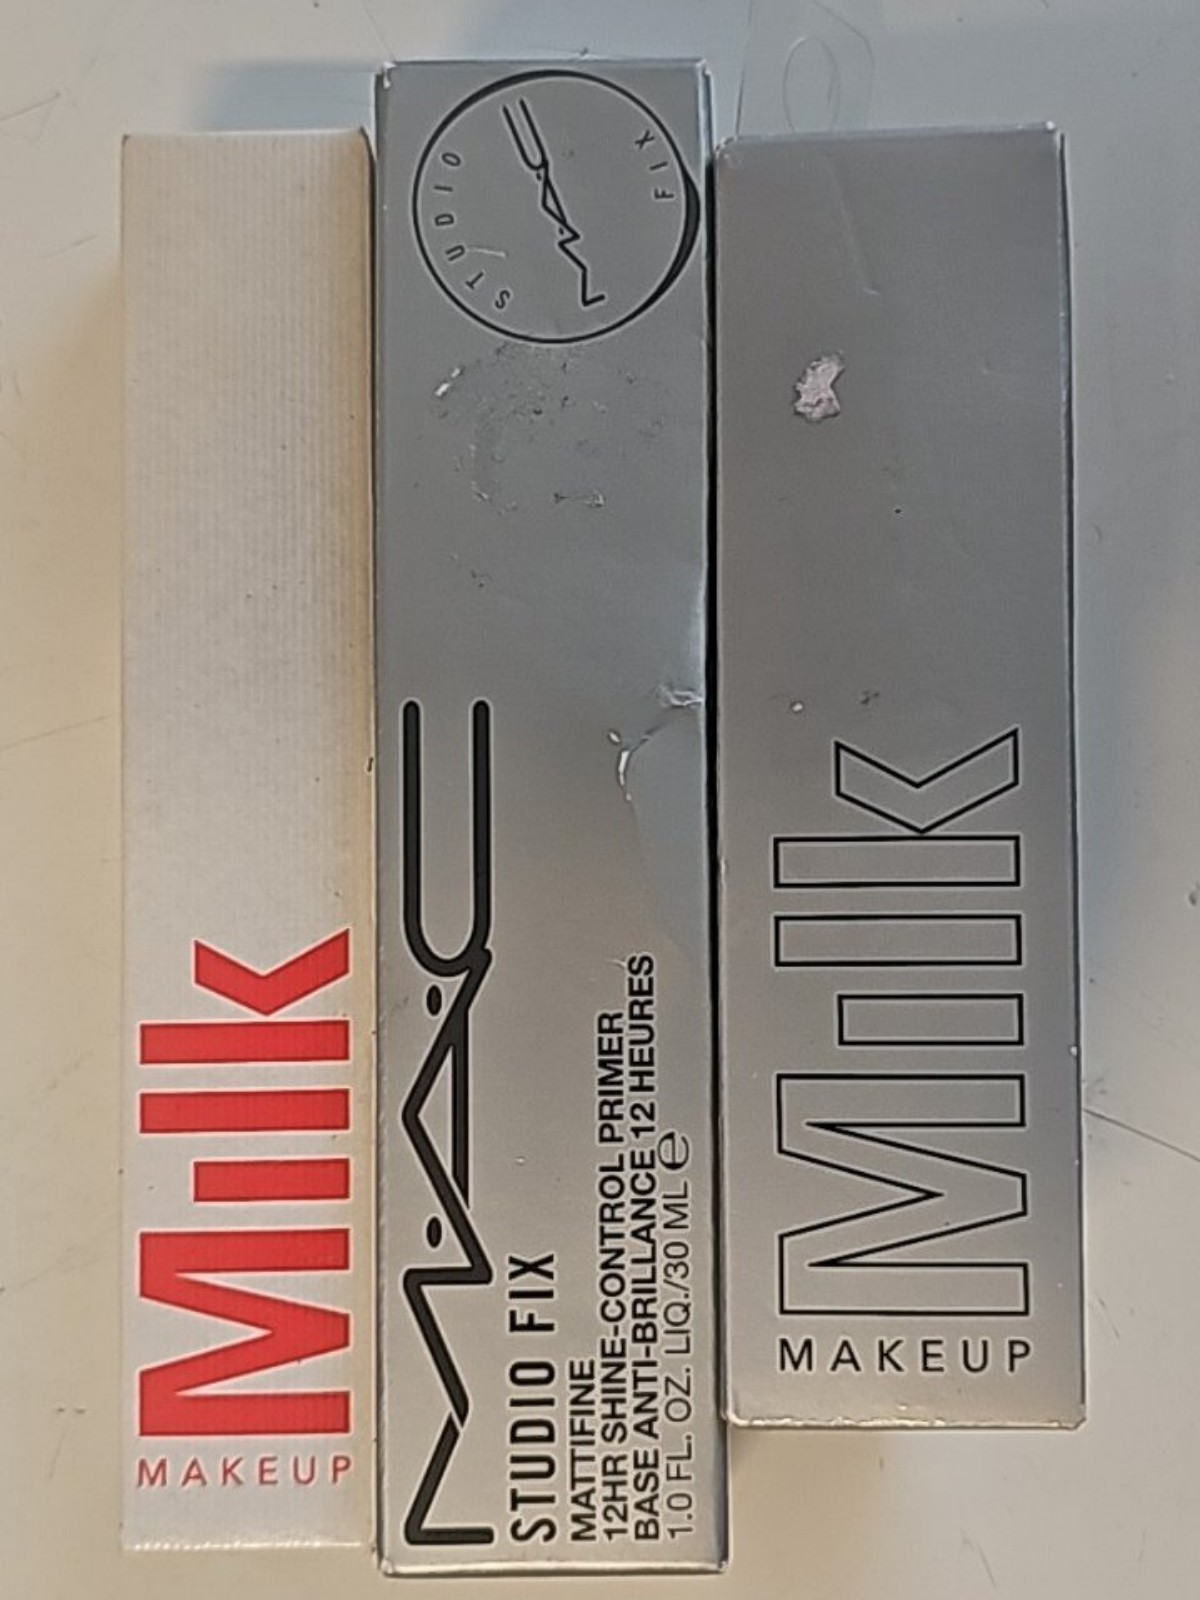 Milk
MAKEUP
STUDIO FIX
MAC
M·A·C
STUDIO FIX
MATTIFINE
12HR SHINE-CONTROL PRIMER
BASE ANTI-BRILLANCE 12 HEURES
1.0 FL. OZ. LIQ./30 ML ℮
Milk
MAKEUP